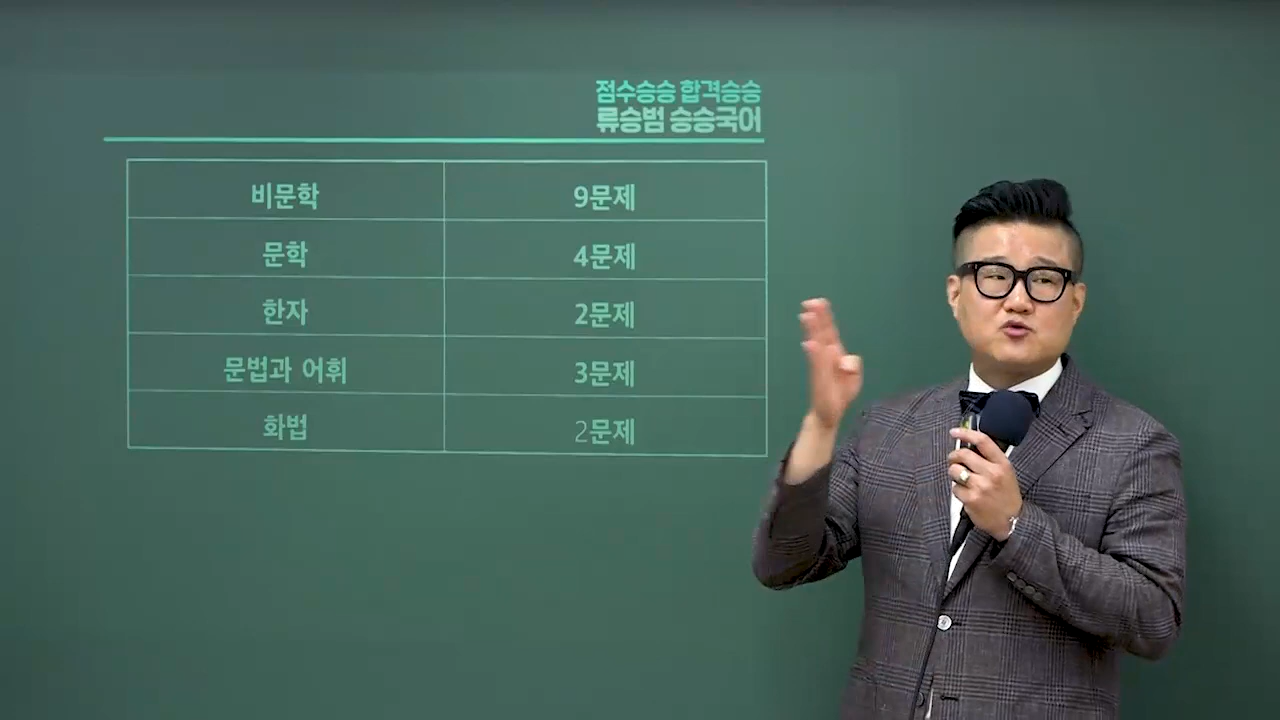 점수승승 합격승승
류승범 승승국어
비문학 9문제
문학 4문제
한자 2문제
문법과 어휘 3문제
화법 2문제